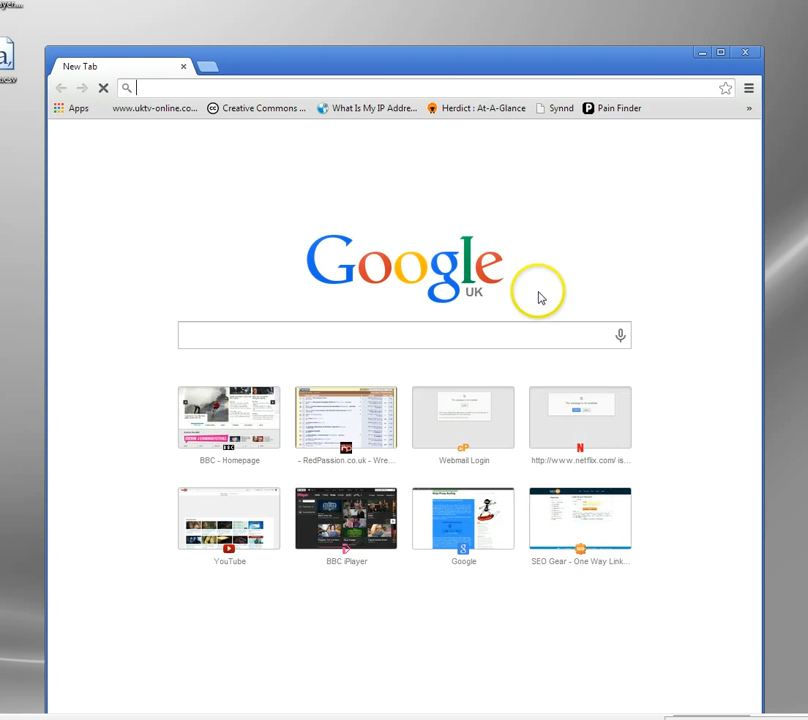 ayer....
New Tab
ocsv
Apps www.uktv-online.co... Creative Commons ... What Is My IP Addre... Herdict : At-A-Glance Synnd Pain Finder »
Google
UK
BBC - Homepage - RedPassion.co.uk - Wre... Webmail Login http://www.netflix.com/ is...
YouTube BBC iPlayer Google SEO Gear - One Way Link...